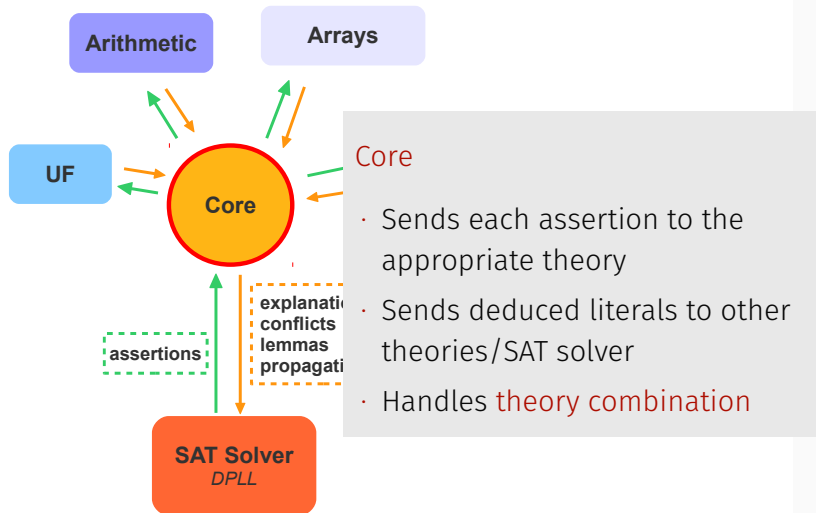 Arithmetic
Arrays
UF
Core
Core
· Sends each assertion to the
appropriate theory
· Sends deduced literals to other
theories/SAT solver
· Handles theory combination
assertions
conflicts
lemmas
SAT Solver
DPLL